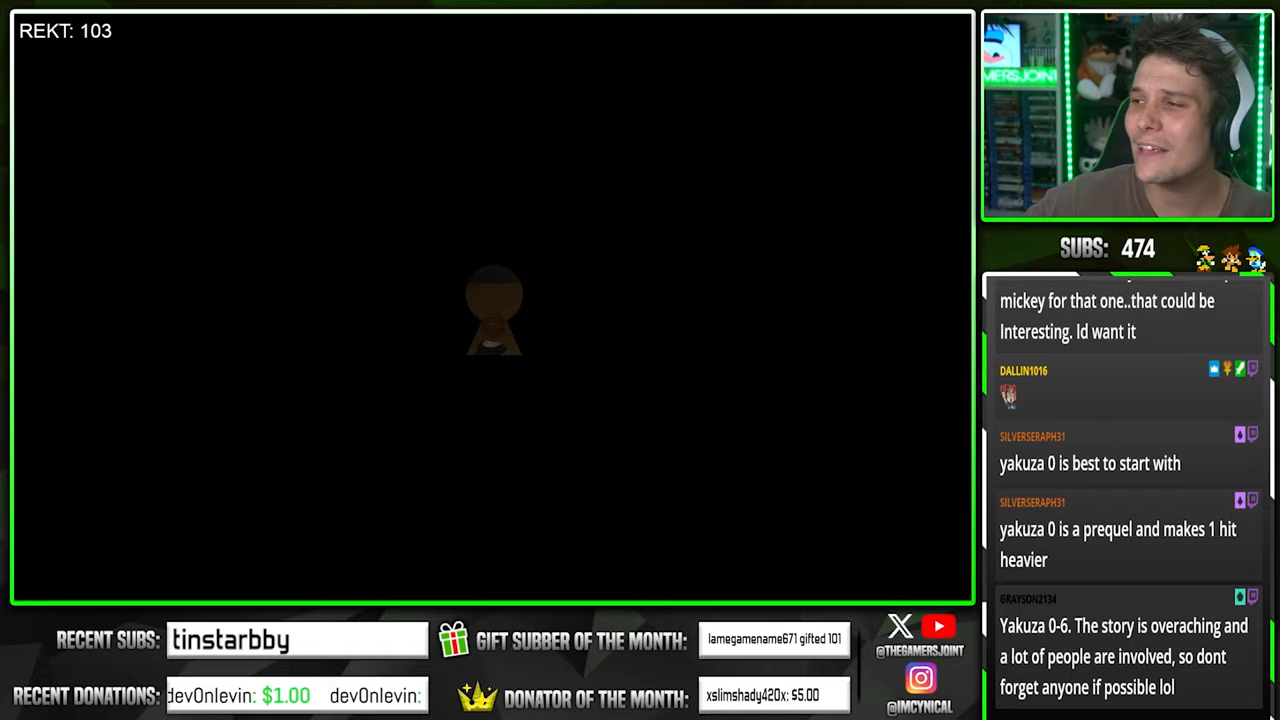 REKT: 103
MERSJOIN
SUBS: 474
mickey for that one..that could be
Interesting. Id want it
DALLIN1016
SILVERSERAPH31
yakuza 0 is best to start with
SILVERSERAPH31
yakuza 0 is a prequel and makes 1 hit
heavier
GRAYSON2134
Yakuza 0-6. The story is overaching and
a lot of people are involved, so dont
forget anyone if possible lol
RECENT SUBS: tinstarbby
GIFT SUBBER OF THE MONTH: lamegamename671 gifted 101
@THEGAMERSJOINT
RECENT DONATIONS: dev0nlevin: $1.00 dev0nlevin:
DONATOR OF THE MONTH: xslimshady420x: $5.00
@IMCYNICAL